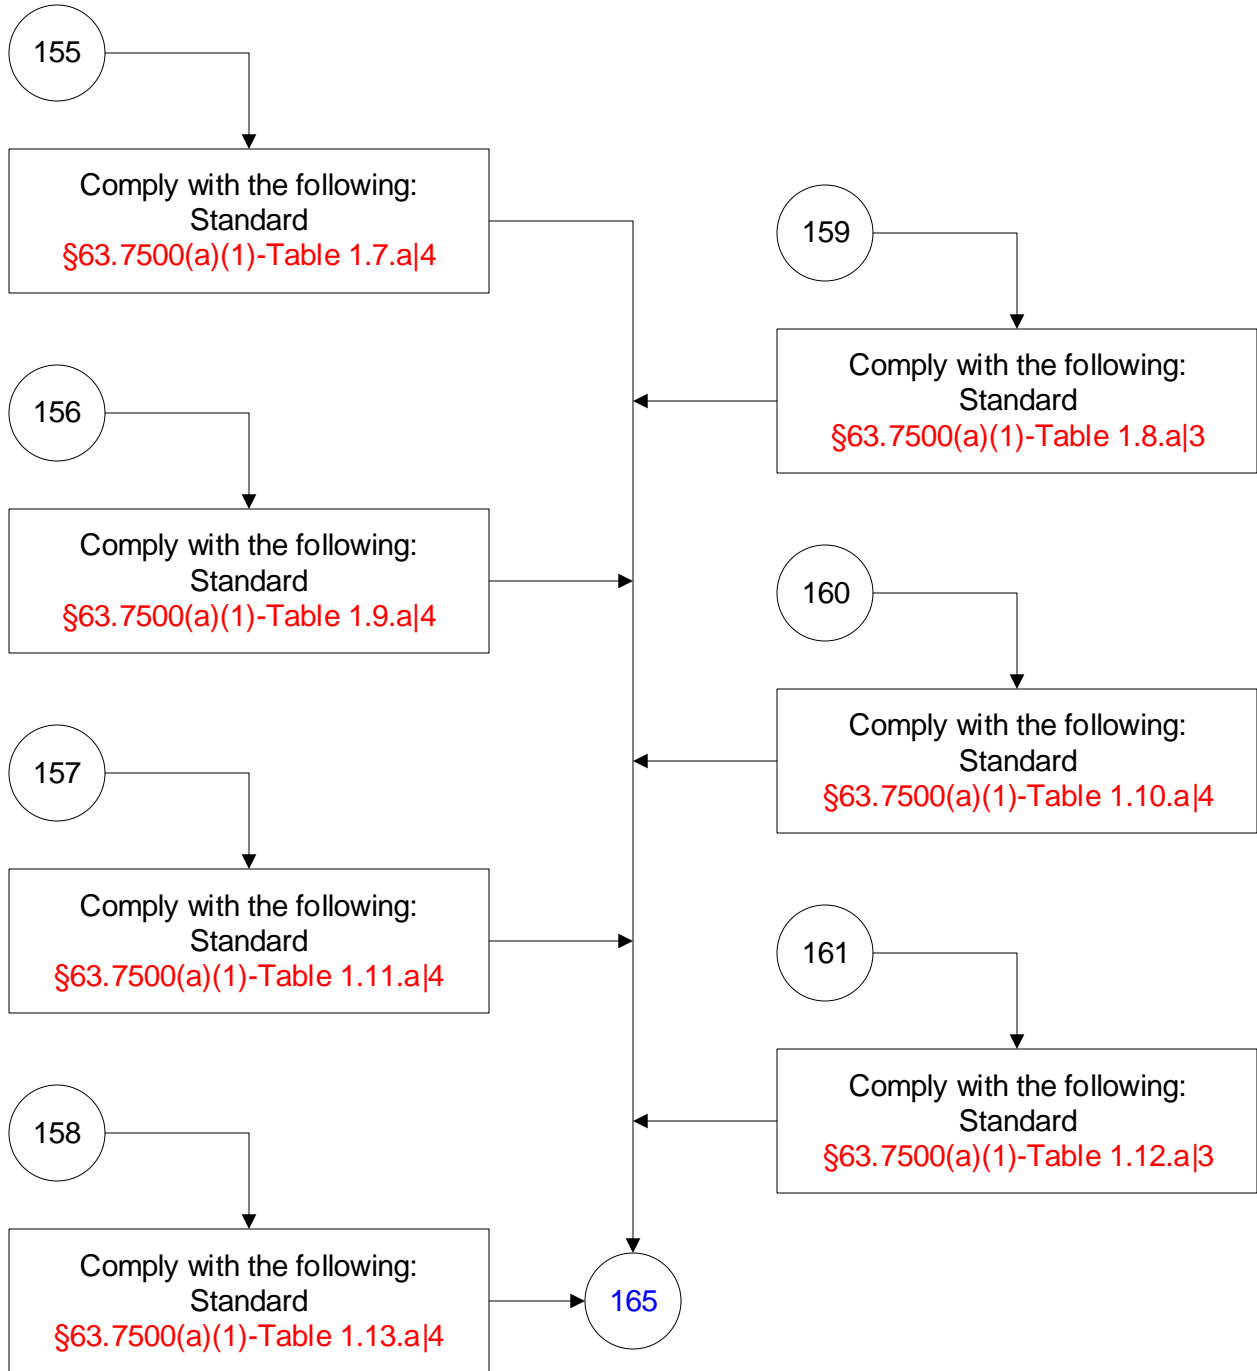 155
Comply with the following:
Standard
§63.7500(a)(1)-Table 1.7.a|4
159
Comply with the following:
Standard
§63.7500(a)(1)-Table 1.8.a|3
156
Comply with the following:
Standard
§63.7500(a)(1)-Table 1.9.a|4
160
Comply with the following:
Standard
§63.7500(a)(1)-Table 1.10.a|4
157
Comply with the following:
Standard
§63.7500(a)(1)-Table 1.11.a|4
161
Comply with the following:
Standard
§63.7500(a)(1)-Table 1.12.a|3
158
Comply with the following:
Standard
§63.7500(a)(1)-Table 1.13.a|4
165